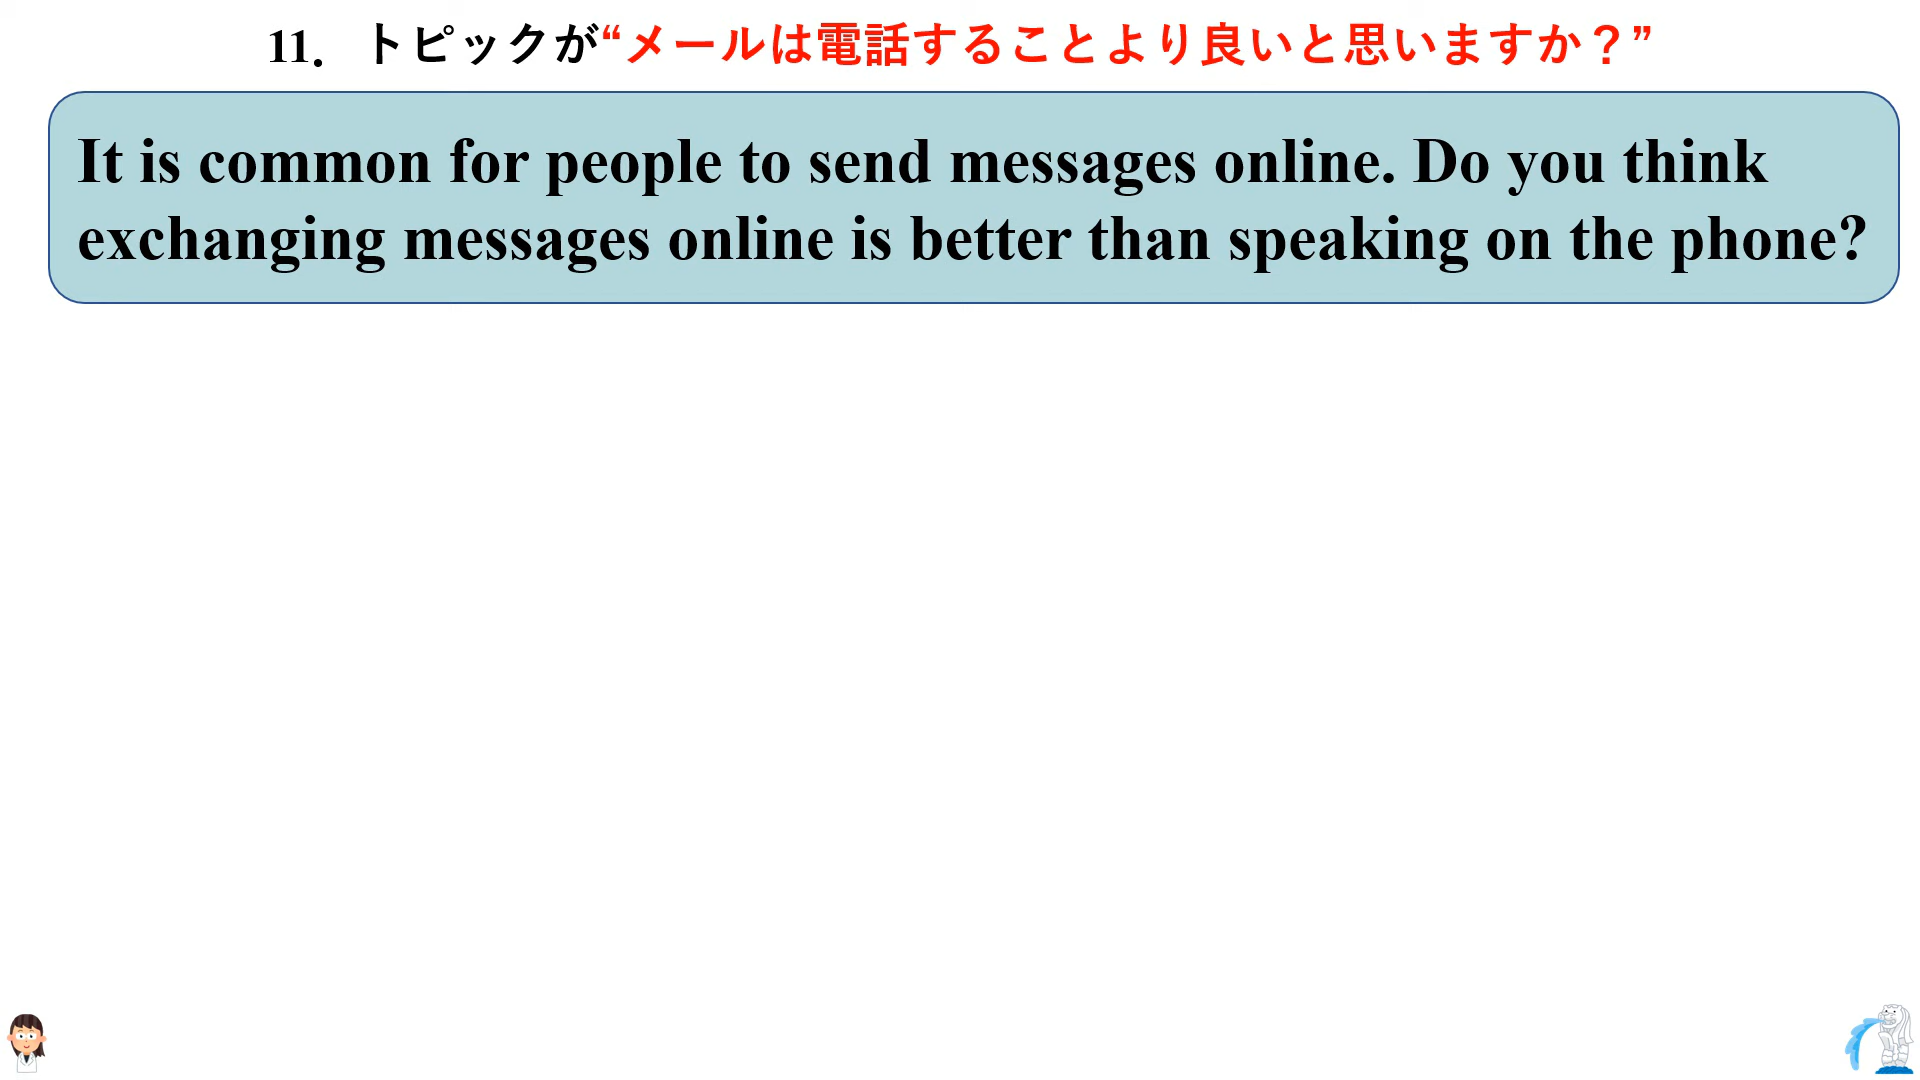 11. トピックが“メールは電話することより良いと思いますか？”
It is common for people to send messages online. Do you think
exchanging messages online is better than speaking on the phone?